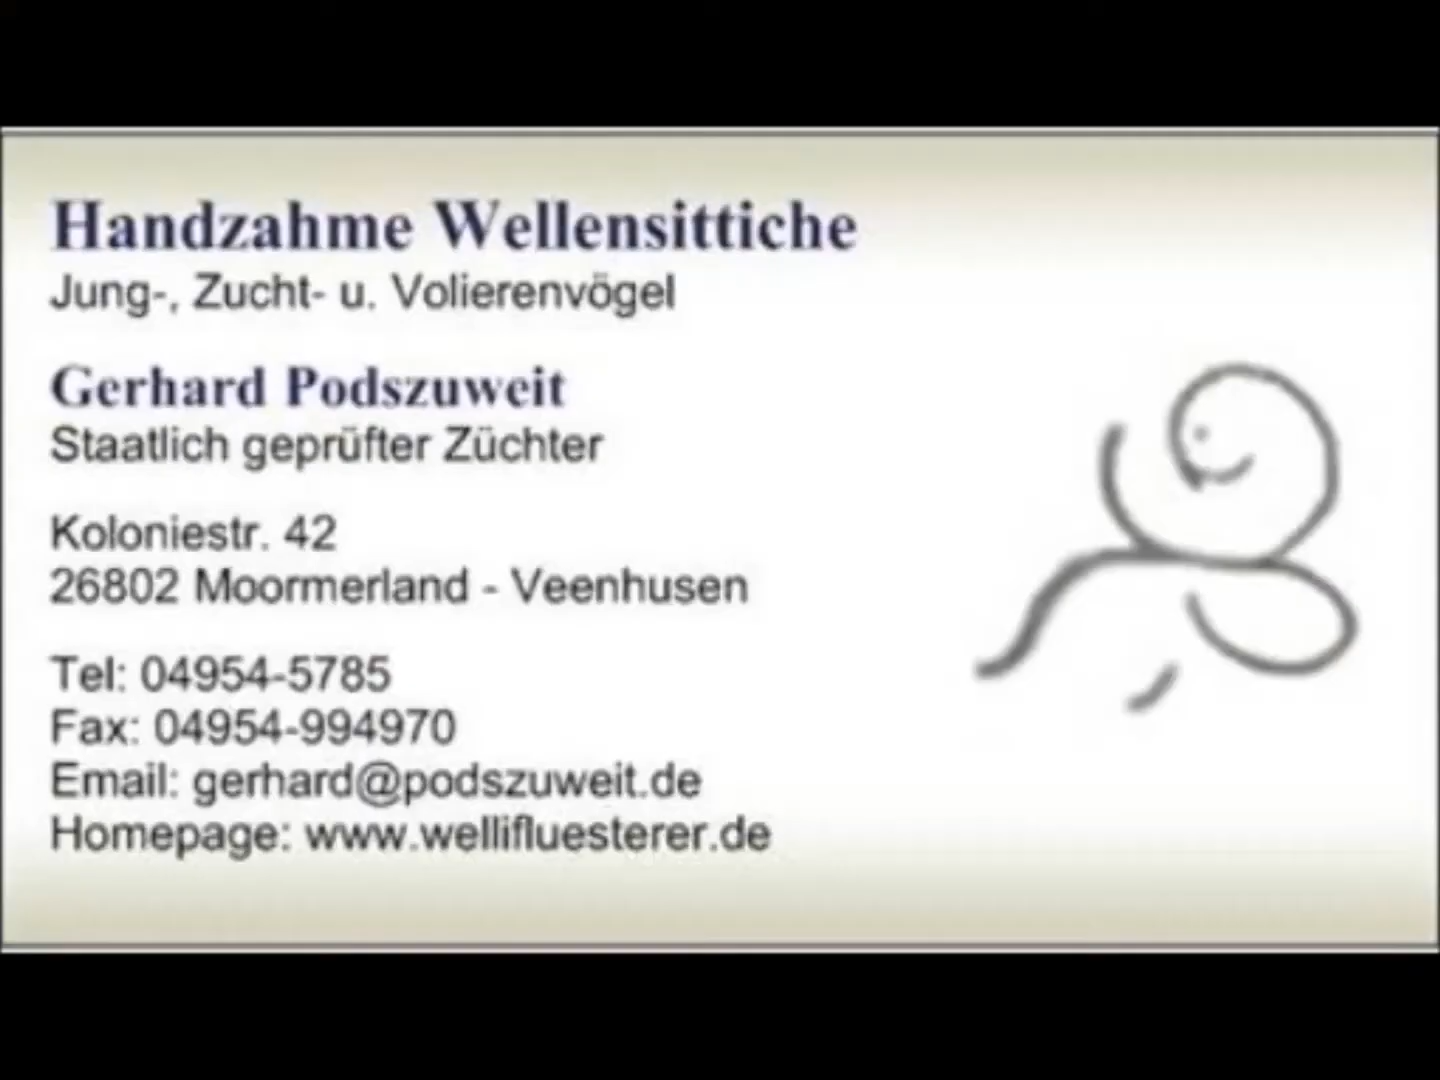 Handzahme Wellensittiche
Jung-, Zucht- u. Volierenvögel
Gerhard Podszuweit
Staatlich geprüfter Züchter
Koloniestr. 42
26802 Moormerland - Veenhusen
Tel: 04954-5785
Fax: 04954-994970
Email: gerhard@podszuweit.de
Homepage: www.wellifluesterer.de